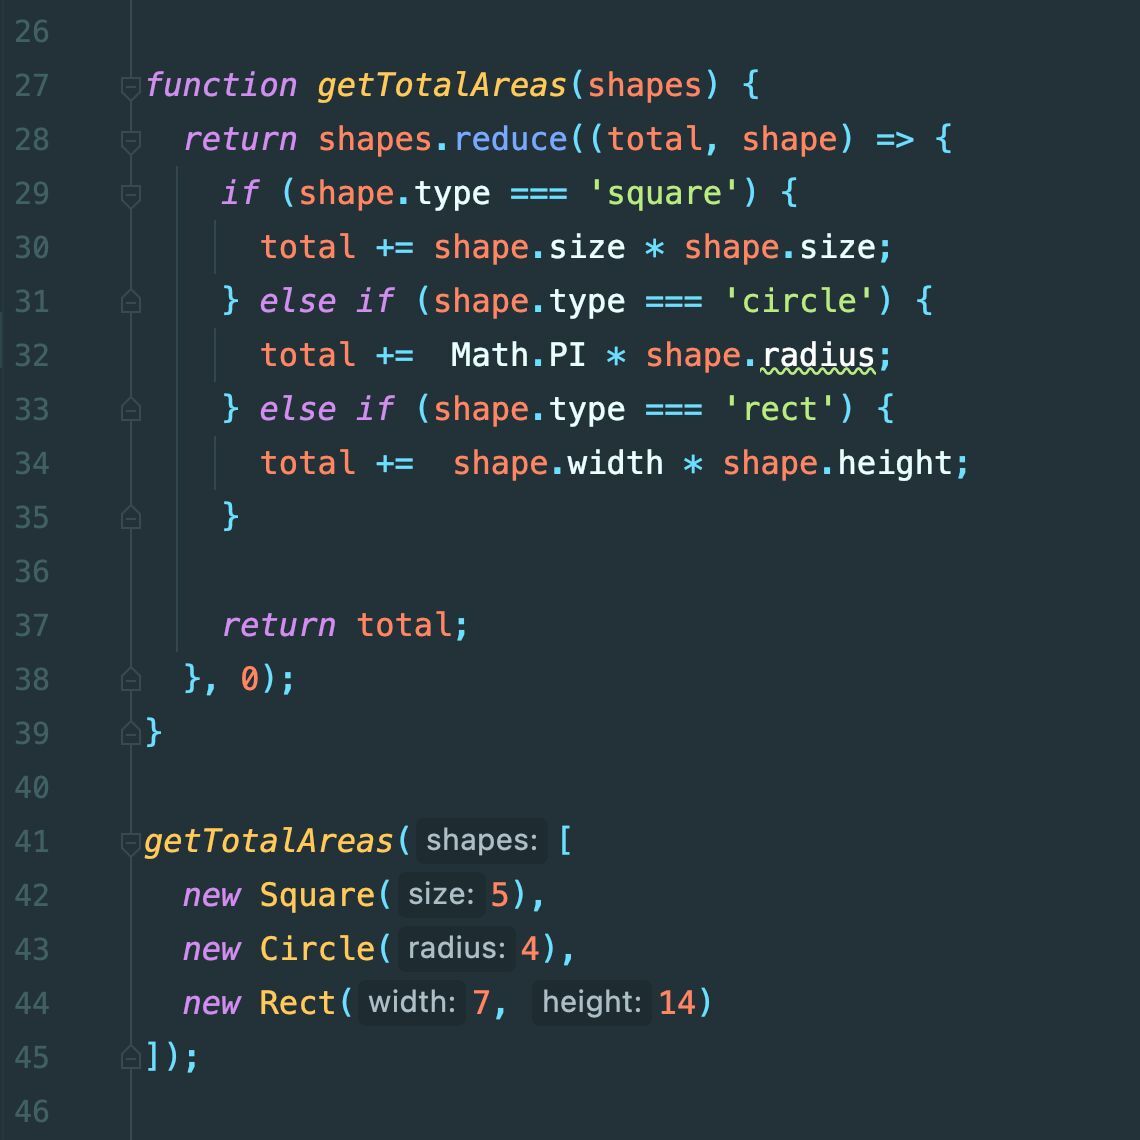 26
27 function getTotalAreas(shapes) {
28   return shapes.reduce((total, shape) => {
29     if (shape.type === 'square') {
30       total += shape.size * shape.size;
31     } else if (shape.type === 'circle') {
32       total +=  Math.PI * shape.radius;
33     } else if (shape.type === 'rect') {
34       total +=  shape.width * shape.height;
35     }
36
37     return total;
38   }, 0);
39 }
40
41 getTotalAreas( shapes: [
42   new Square( size: 5),
43   new Circle( radius: 4),
44   new Rect( width: 7,  height: 14)
45 ]);
46